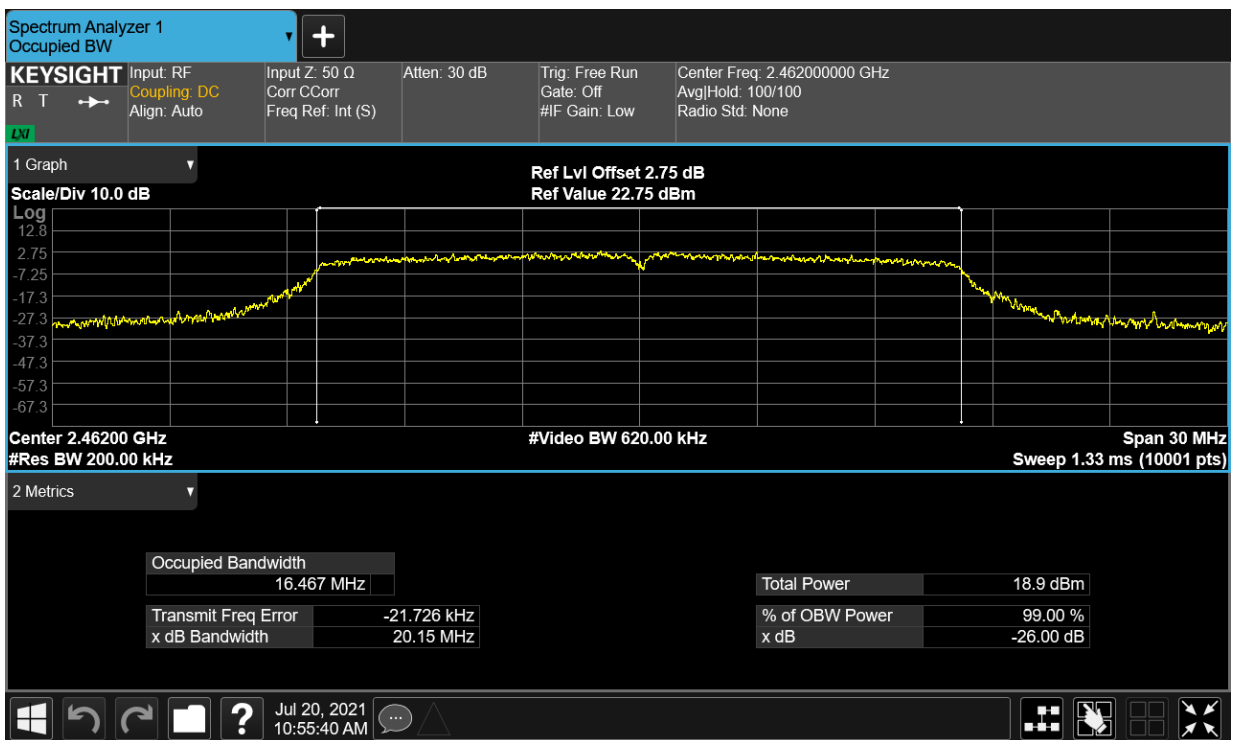 Spectrum Analyzer 1
Occupied BW
▼
+
KEYSIGHT
R T
LXI
Input: RF
Coupling: DC
Align: Auto
Input Z: 50 Ω
Corr CCorr
Freq Ref: Int (S)
Atten: 30 dB
Trig: Free Run
Gate: Off
#IF Gain: Low
Center Freq: 2.462000000 GHz
Avg|Hold: 100/100
Radio Std: None
1 Graph ▼
Scale/Div 10.0 dB
Ref Lvl Offset 2.75 dB
Ref Value 22.75 dBm
Log
12.8
2.75
-7.25
-17.3
-27.3
-37.3
-47.3
-57.3
-67.3
Center 2.46200 GHz
#Res BW 200.00 kHz
#Video BW 620.00 kHz
Span 30 MHz
Sweep 1.33 ms (10001 pts)
2 Metrics ▼
Occupied Bandwidth
16.467 MHz
Transmit Freq Error -21.726 kHz
x dB Bandwidth 20.15 MHz
Total Power 18.9 dBm
% of OBW Power 99.00 %
x dB -26.00 dB
?
Jul 20, 2021
10:55:40 AM